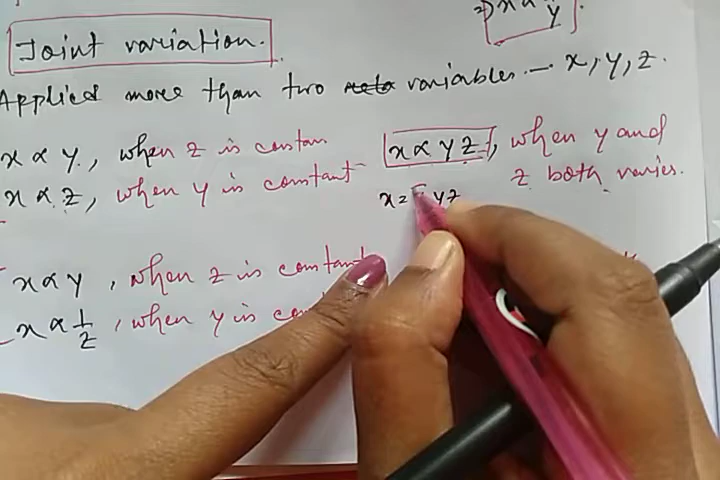 x ∝ 
y
Joint variation.
Applied more than two variables — x, y, z.
x ∝ y, when z is constan
x ∝ z, when y is constant
x ∝ y z, when y and
z both varies.
x = y z
x ∝ y, when z is constant
x ∝ 1/z, when y is con